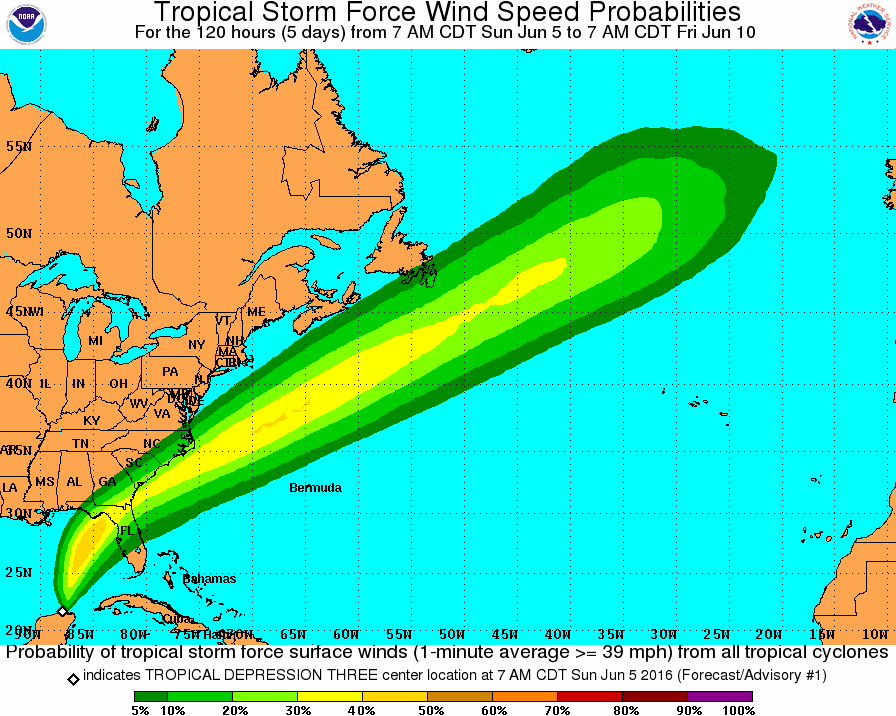 Tropical Storm Force Wind Speed Probabilities
For the 120 hours (5 days) from 7 AM CDT Sun Jun 5 to 7 AM CDT Fri Jun 10
NOAA
NATIONAL WEATHER SERVICE
55N
50N
45N WI ME
VT
MI NY NH
MA
CT RI
PA
40N IL IN OH NJ
MD DE
WV
VA
KY
TN NC
AR 35N
SC
LA MS AL GA
Bermuda
30N
FL
25N
Bahamas
Cuba
Haiti
20N
90W 85W 80W 75W 70W 65W 60W 55W 50W 45W 40W 35W 30W 25W 20W 15W 10W
Probability of tropical storm force surface winds (1-minute average >= 39 mph) from all tropical cyclones
indicates TROPICAL DEPRESSION THREE center location at 7 AM CDT Sun Jun 5 2016 (Forecast/Advisory #1)
5% 10% 20% 30% 40% 50% 60% 70% 80% 90% 100%